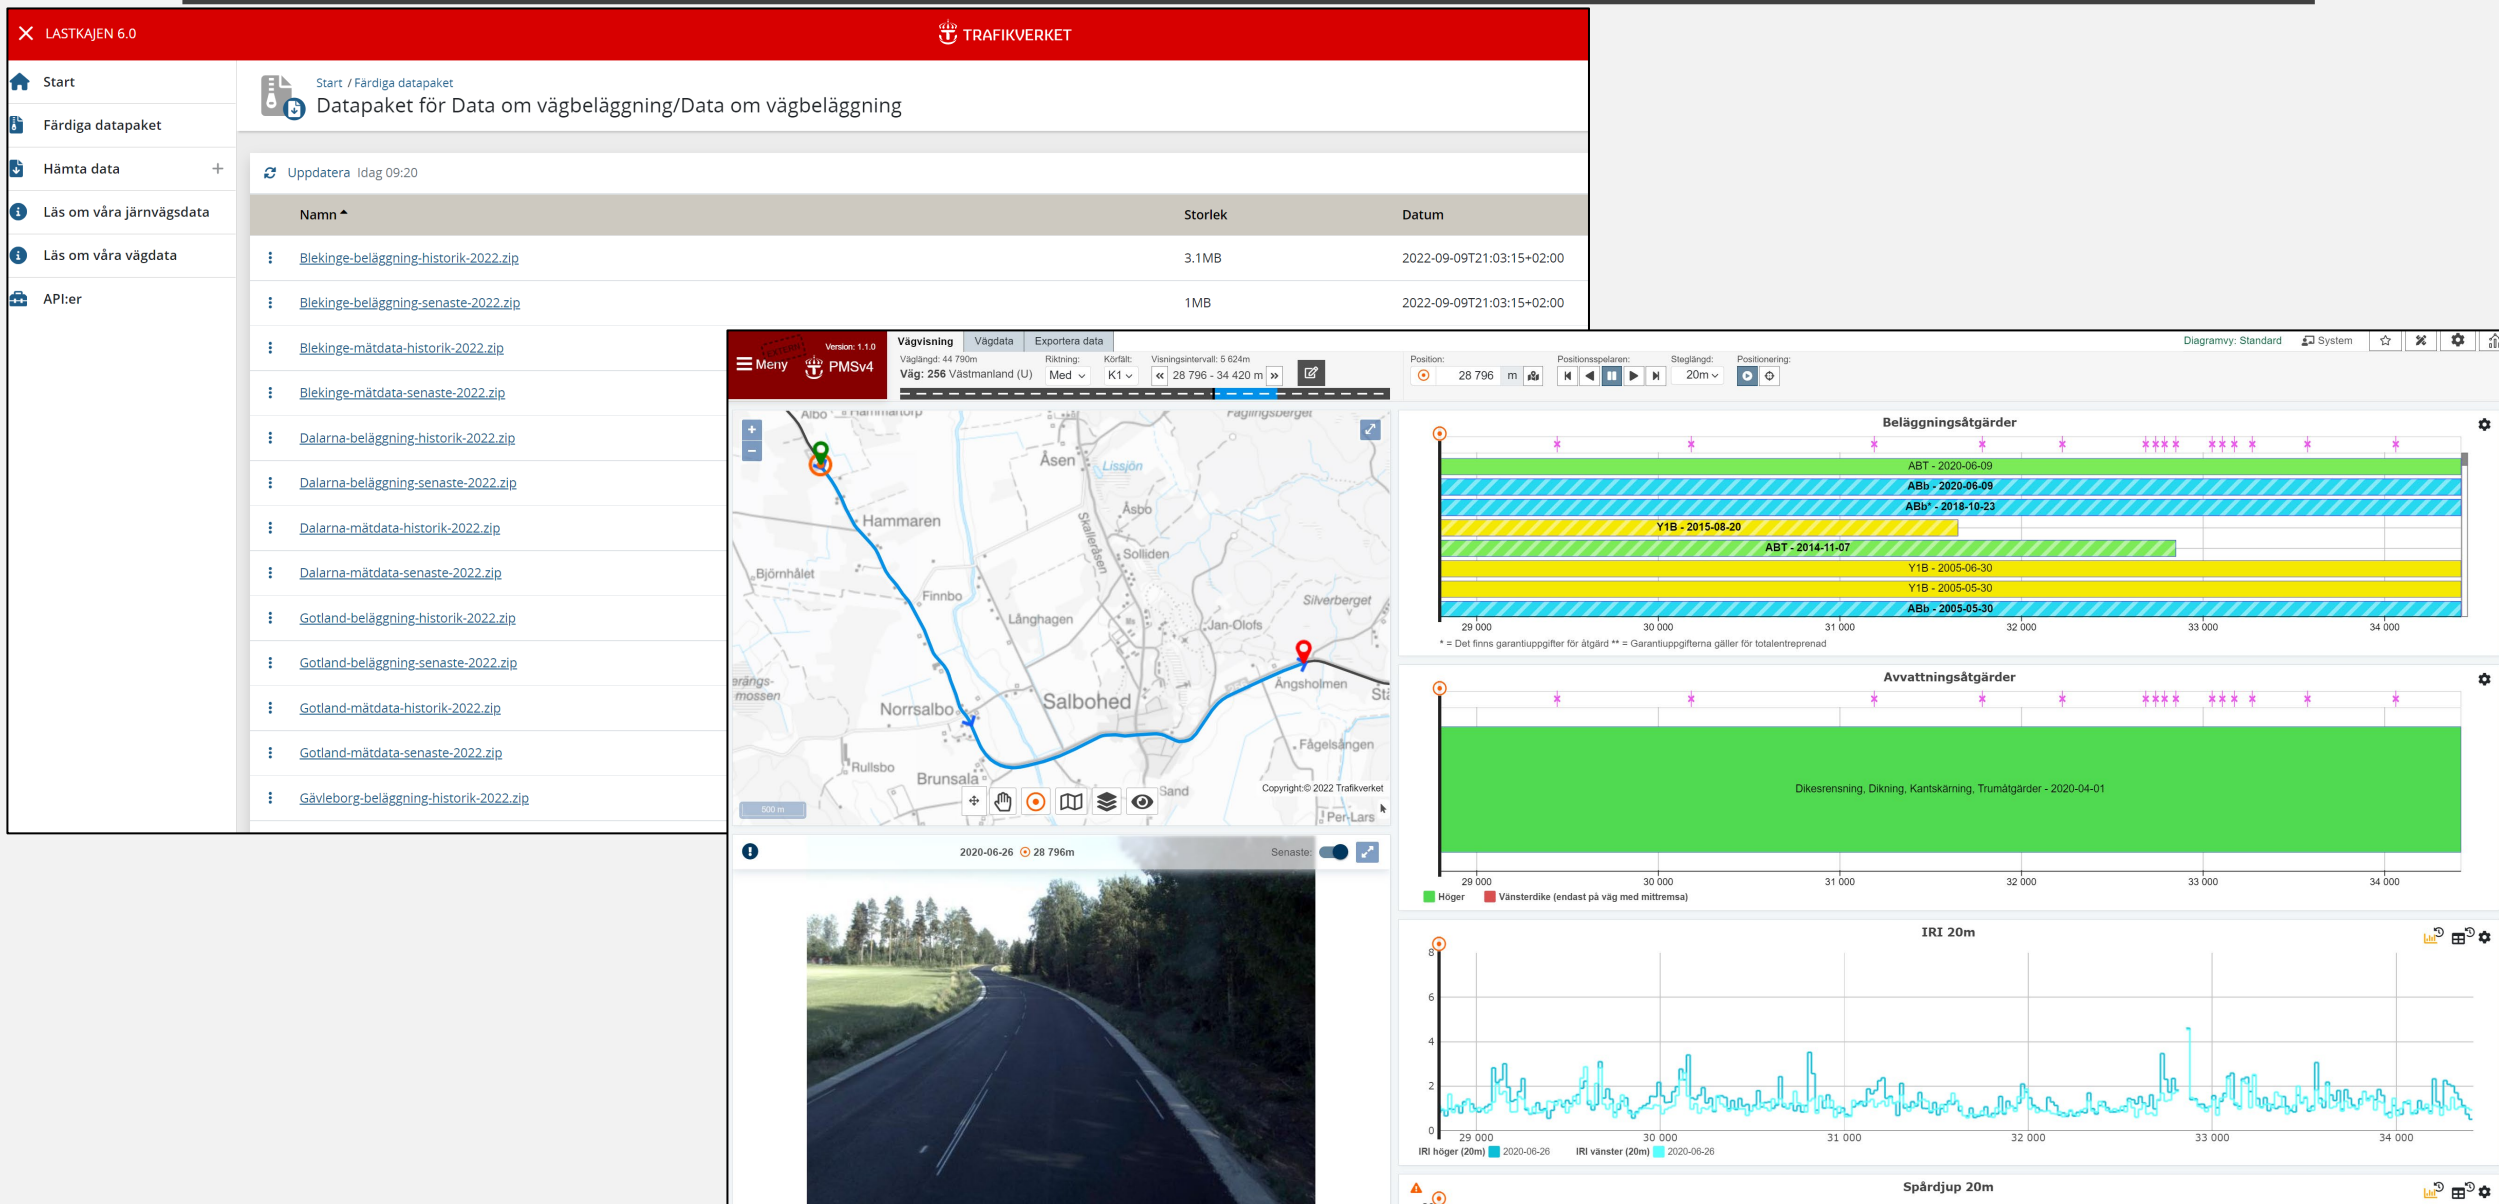 LASTKAJEN 6.0
TRAFIKVERKET
Start
Färdiga datapaket
Hämta data
Läs om våra järnvägsdata
Läs om våra vägdata
API:er
Start / Färdiga datapaket
Datapaket för Data om vägbeläggning/Data om vägbeläggning
Uppdatera Idag 09:20
Namn Storlek Datum
Blekinge-beläggning-historik-2022.zip 3.1MB 2022-09-09T21:03:15+02:00
Blekinge-beläggning-senaste-2022.zip 1MB 2022-09-09T21:03:15+02:00
Blekinge-mätdata-historik-2022.zip
Blekinge-mätdata-senaste-2022.zip
Dalarna-beläggning-historik-2022.zip
Dalarna-beläggning-senaste-2022.zip
Dalarna-mätdata-historik-2022.zip
Dalarna-mätdata-senaste-2022.zip
Gotland-beläggning-historik-2022.zip
Gotland-beläggning-senaste-2022.zip
Gotland-mätdata-historik-2022.zip
Gotland-mätdata-senaste-2022.zip
Gävleborg-beläggning-historik-2022.zip
Version: 1.1.0
Meny PMSv4
Vägvisning Vägdata Exportera data
Diagramvy: Standard System
Väglängd: 44 790m Riktning: Körfält: Visningsintervall: 5 624m
Väg: 256 Västmanland (U) Med K1 28 796 - 34 420 m
Position: Positionsspelaren: Steglängd: Positionering:
28 796 m 20m
Albo Hammartorp Fäglingsberget
Åsen
Lissjön
Åsbo
Hammaren
Skalleråsen
Solliden
Björnhålet
Finnbo
Silverberget
Långhagen
Jan-Olofs
mossen
Ängsholmen
Salbohed
Norrsalbo
Fågelsången
Rullsbo
Brunsala
Sand
Copyright:© 2022 Trafikverket
500 m
Per-Lars
2020-06-26 28 796m Senaste:
Beläggningsåtgärder
ABT - 2020-06-09
ABb - 2020-06-09
ABb* - 2018-10-23
Y1B - 2015-08-20
ABT - 2014-11-07
Y1B - 2005-06-30
Y1B - 2005-05-30
ABb - 2005-05-30
29 000 30 000 31 000 32 000 33 000 34 000
* = Det finns garantiuppgifter för åtgärd ** = Garantiuppgifterna gäller för totalentreprenad
Avvattningsåtgärder
Dikesrensning, Dikning, Kantskärning, Trumåtgärder - 2020-04-01
29 000 30 000 31 000 32 000 33 000 34 000
Höger Vänsterdike (endast på väg med mittremsa)
IRI 20m
8
6
4
2
0
29 000 30 000 31 000 32 000 33 000 34 000
IRI höger (20m) 2020-06-26 IRI vänster (20m) 2020-06-26
Spårdjup 20m